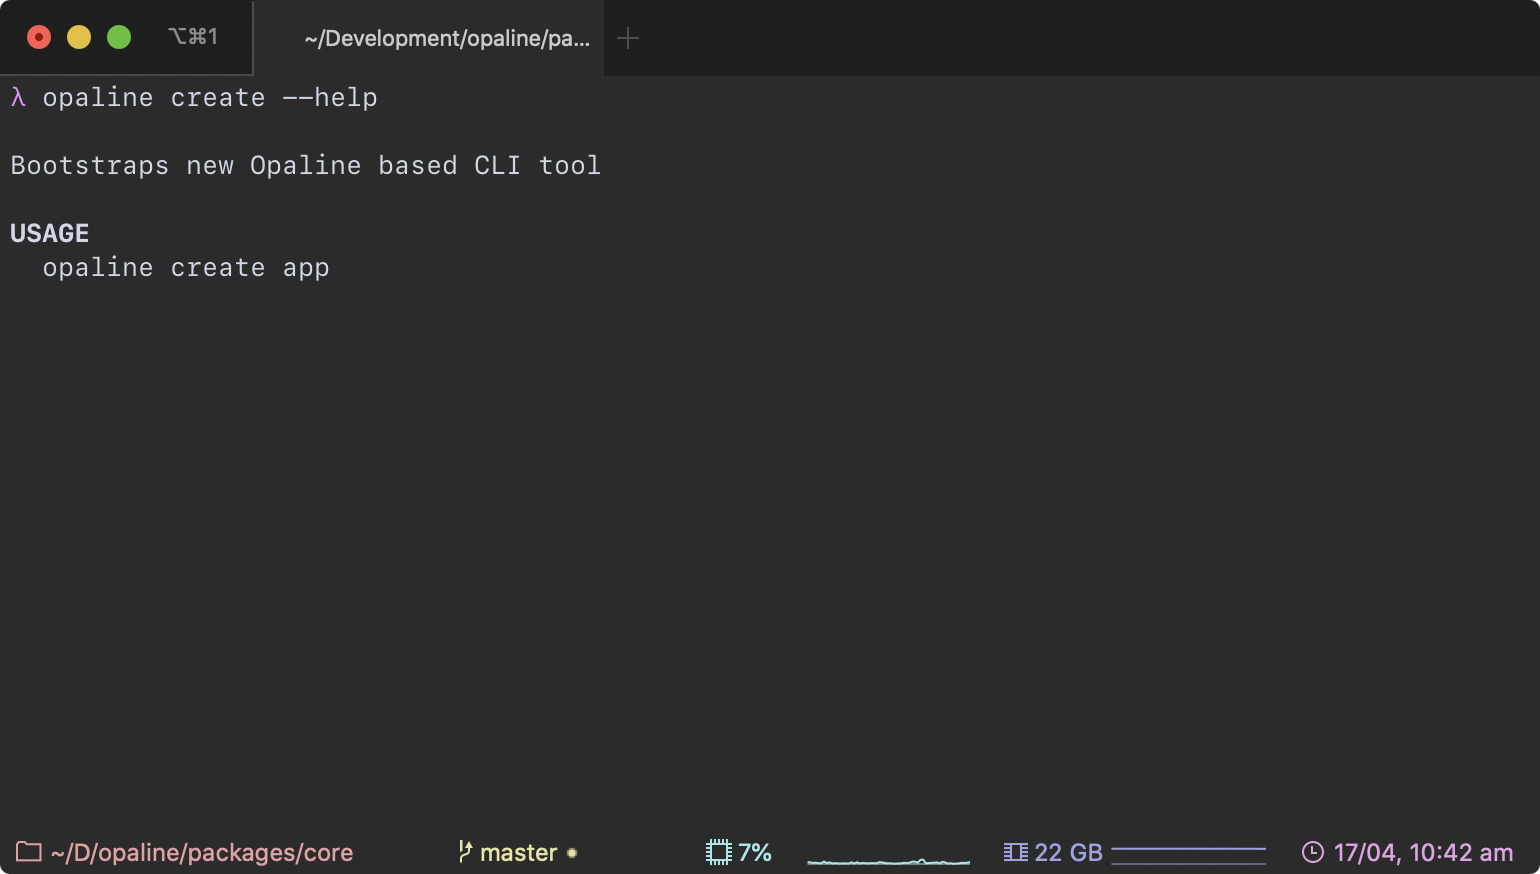 ⌥⌘1
~/Development/opaline/pa...
λ opaline create --help
Bootstraps new Opaline based CLI tool
USAGE
opaline create app
~/D/opaline/packages/core
master
7%
22 GB
17/04, 10:42 am